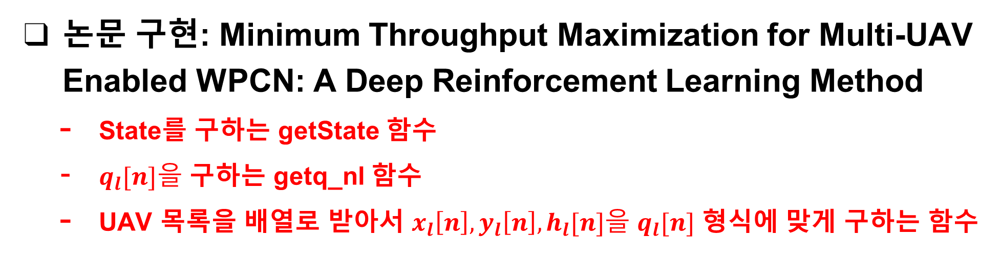 ❑ 논문 구현: Minimum Throughput Maximization for Multi-UAV
Enabled WPCN: A Deep Reinforcement Learning Method
- State를 구하는 getState 함수
- q_l[n]을 구하는 getq_nl 함수
- UAV 목록을 배열로 받아서 x_l[n], y_l[n], h_l[n]을 q_l[n] 형식에 맞게 구하는 함수